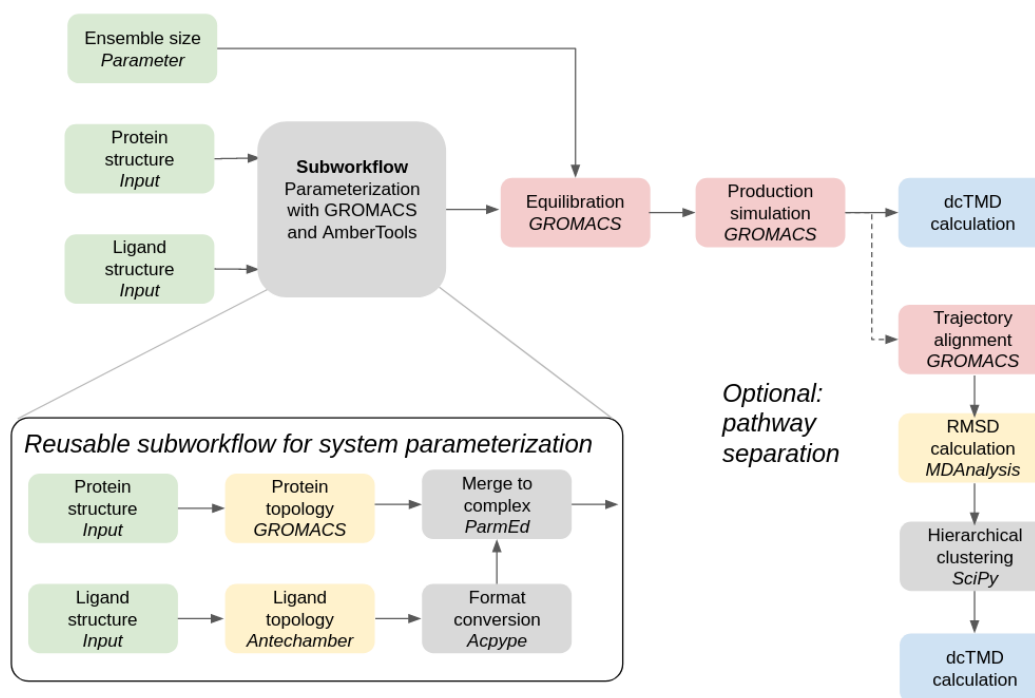 Ensemble size
Parameter
Protein
structure
Input
Ligand
structure
Input
Subworkflow
Parameterization
with GROMACS
and AmberTools
Equilibration
GROMACS
Production
simulation
GROMACS
dcTMD
calculation
Trajectory
alignment
GROMACS
Optional:
pathway
separation
RMSD
calculation
MDAnalysis
Hierarchical
clustering
SciPy
dcTMD
calculation
Reusable subworkflow for system parameterization
Protein
structure
Input
Protein
topology
GROMACS
Merge to
complex
ParmEd
Ligand
structure
Input
Ligand
topology
Antechamber
Format
conversion
Acpype